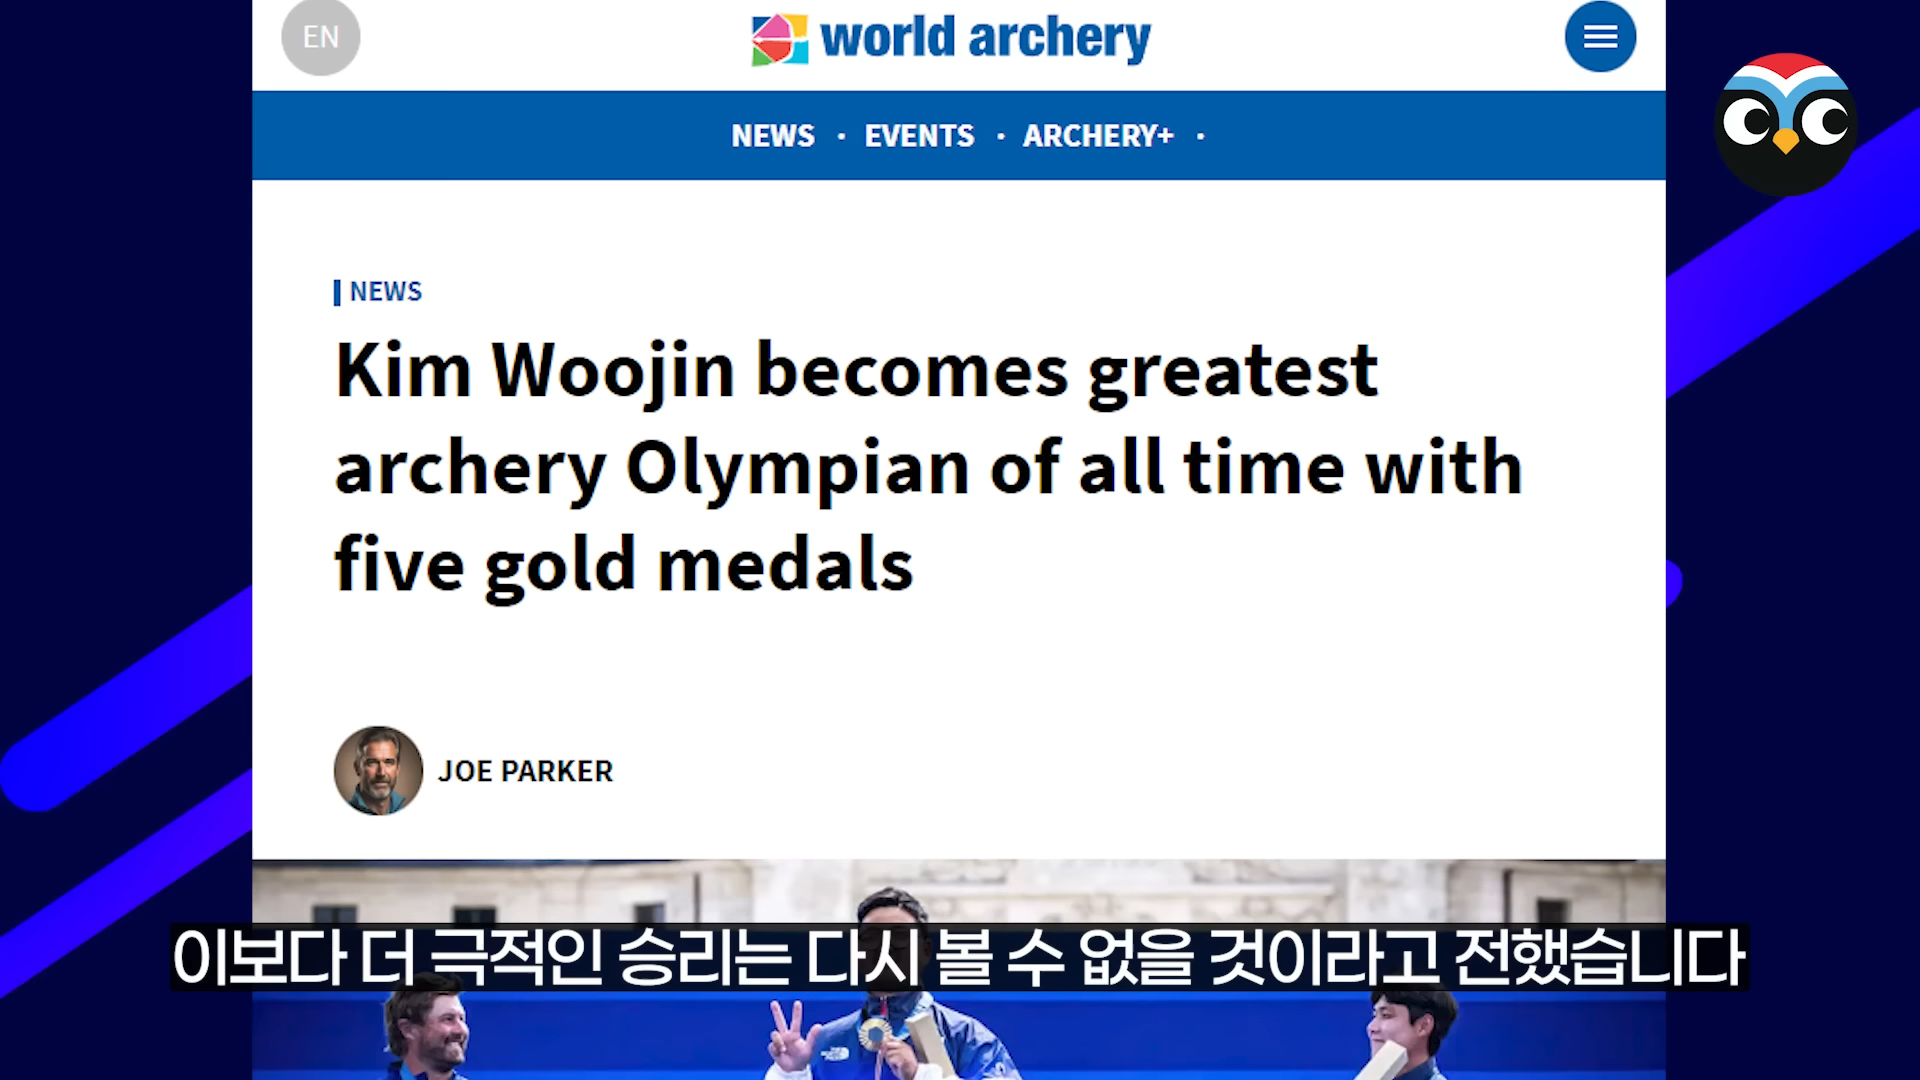 EN
world archery
NEWS · EVENTS · ARCHERY+ ·
NEWS
Kim Woojin becomes greatest
archery Olympian of all time with
five gold medals
JOE PARKER
이보다 더 극적인 승리는 다시 볼 수 없을 것이라고 전했습니다